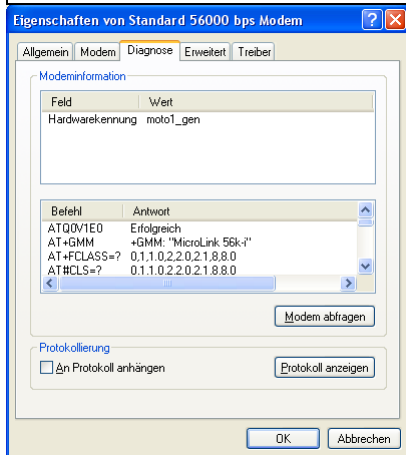 Eigenschaften von Standard 56000 bps Modem
Allgemein Modem Diagnose Erweitert Treiber
Modeminformation
Feld Wert
Hardwarekennung moto1_gen
Befehl Antwort
ATQ0V1E0 Erfolgreich
AT+GMM +GMM: "MicroLink 56k-i"
AT+FCLASS=? 0,1,1.0,2,2.0,2.1,8,8.0
AT#CLS=? 0.1.1.0.2.2.0.2.1.8.8.0
Modem abfragen
Protokollierung
An Protokoll anhängen Protokoll anzeigen
OK Abbrechen